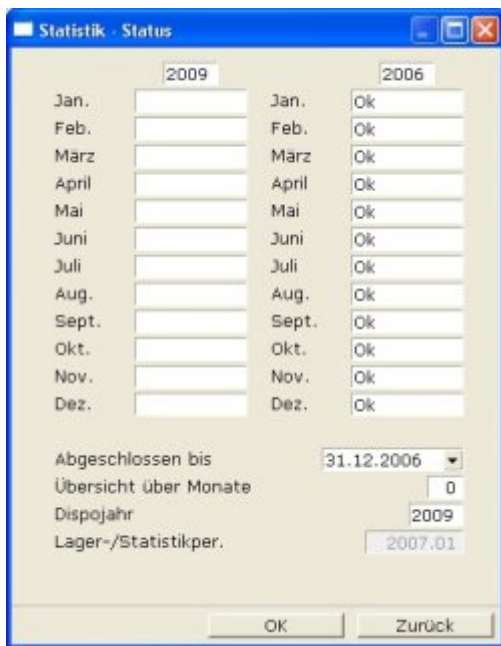 Statistik - Status
2009 2006
Jan. Jan. Ok
Feb. Feb. Ok
März März Ok
April April Ok
Mai Mai Ok
Juni Juni Ok
Juli Juli Ok
Aug. Aug. Ok
Sept. Sept. Ok
Okt. Okt. Ok
Nov. Nov. Ok
Dez. Dez. Ok
Abgeschlossen bis 31.12.2006
Übersicht über Monate 0
Dispojahr 2009
Lager-/Statistikper. 2007.01
OK Zurück